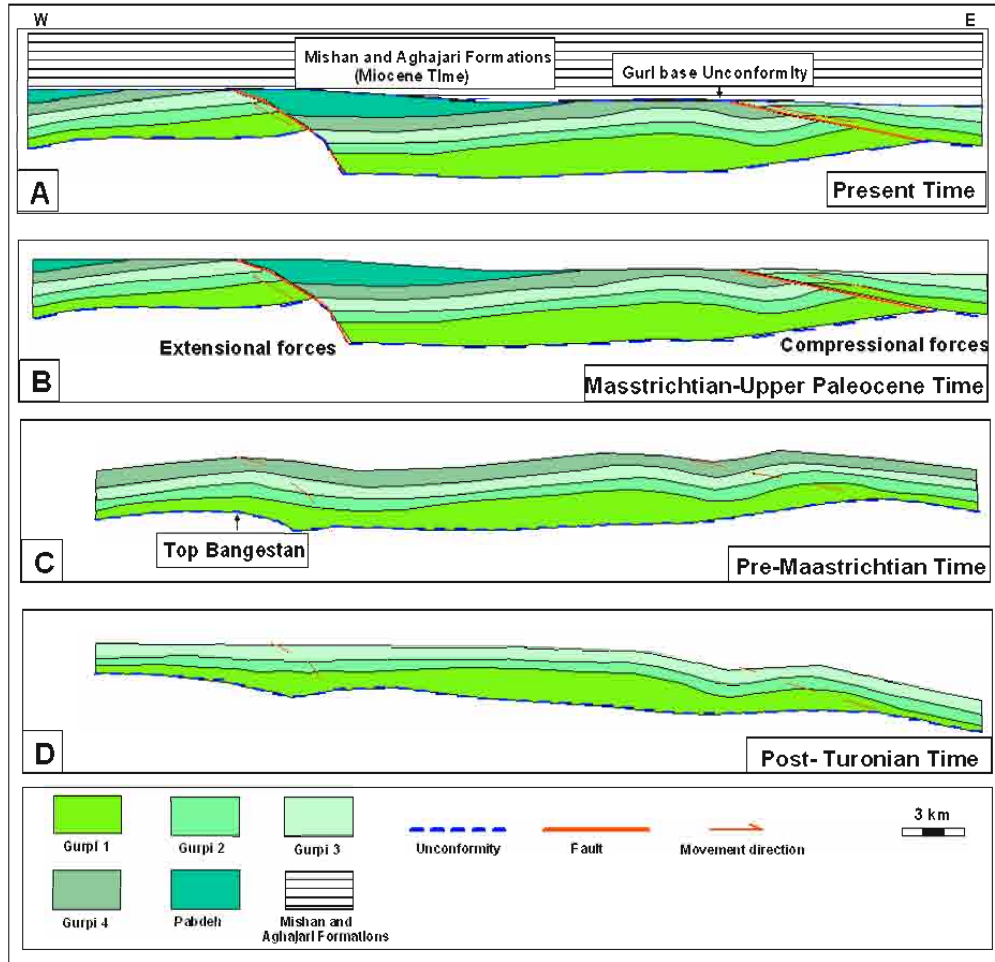 W
E
Mishan and Aghajari Formations
(Miocene Time)
Guri base Unconformity
A
Present Time
Extensional forces
Compressional forces
B
Masstrichtian-Upper Paleocene Time
Top Bangestan
C
Pre-Maastrichtian Time
D
Post- Turonian Time
Gurpi 1
Gurpi 2
Gurpi 3
Unconformity
Fault
Movement direction
3 km
Gurpi 4
Pabdeh
Mishan and
Aghajari Formations